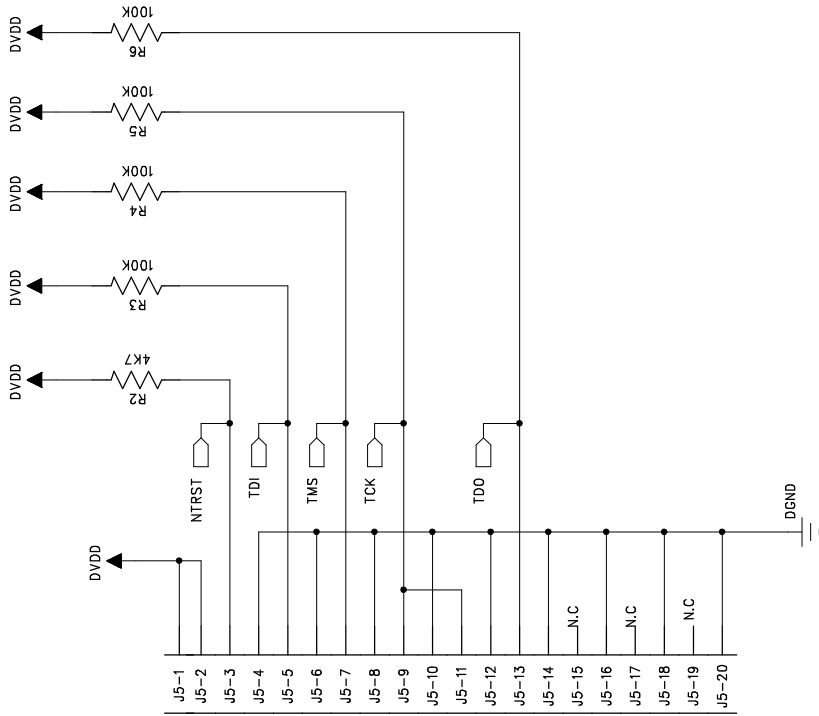 DVDD
100K
R6
DVDD
100K
R5
DVDD
100K
R4
DVDD
100K
R3
DVDD
4K7
R2
NTRST
TDI
TMS
TCK
TDO
DGND
DVDD
N.C
N.C
N.C
J5-1
J5-2
J5-3
J5-4
J5-5
J5-6
J5-7
J5-8
J5-9
J5-10
J5-11
J5-12
J5-13
J5-14
J5-15
J5-16
J5-17
J5-18
J5-19
J5-20